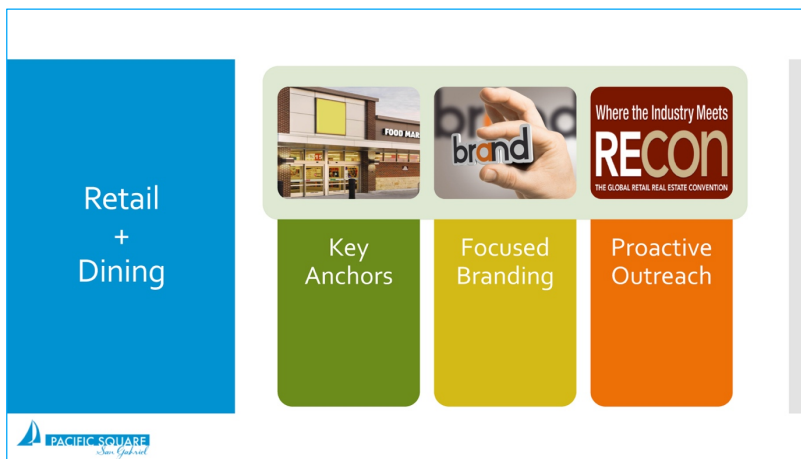 Retail
+
Dining
FOOD MAR
brand
brand
Where the Industry Meets
RECON
THE GLOBAL RETAIL REAL ESTATE CONVENTION
Key
Anchors
Focused
Branding
Proactive
Outreach
PACIFIC SQUARE
San Gabriel